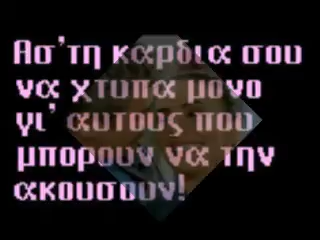 Ασ'τη καρδια σου
να χτυπα μονο
γι' αυτους που
μπορουν να την
ακουσουν!